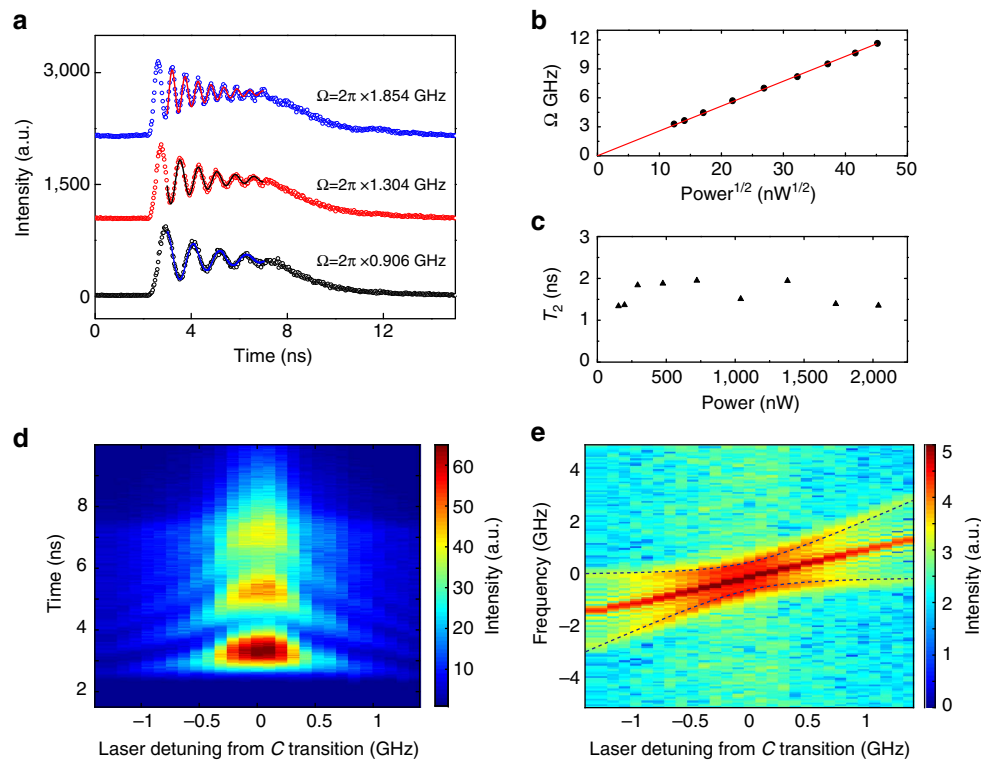 a
3,000
1,500
0
Intensity (a.u.)
Ω=2π ×1.854 GHz
Ω=2π ×1.304 GHz
Ω=2π ×0.906 GHz
0
4
8
12
Time (ns)
b
12
9
6
3
0
Ω GHz
0
10
20
30
40
50
Power1/2 (nW1/2)
c
3
2
1
0
T2 (ns)
0
500
1,000
1,500
2,000
Power (nW)
d
8
6
4
2
Time (ns)
−1
−0.5
0
0.5
1
Laser detuning from C transition (GHz)
60
50
40
30
20
10
Intensity (a.u.)
e
4
2
0
−2
−4
Frequency (GHz)
−1
−0.5
0
0.5
1
Laser detuning from C transition (GHz)
5
4
3
2
1
0
Intensity (a.u.)